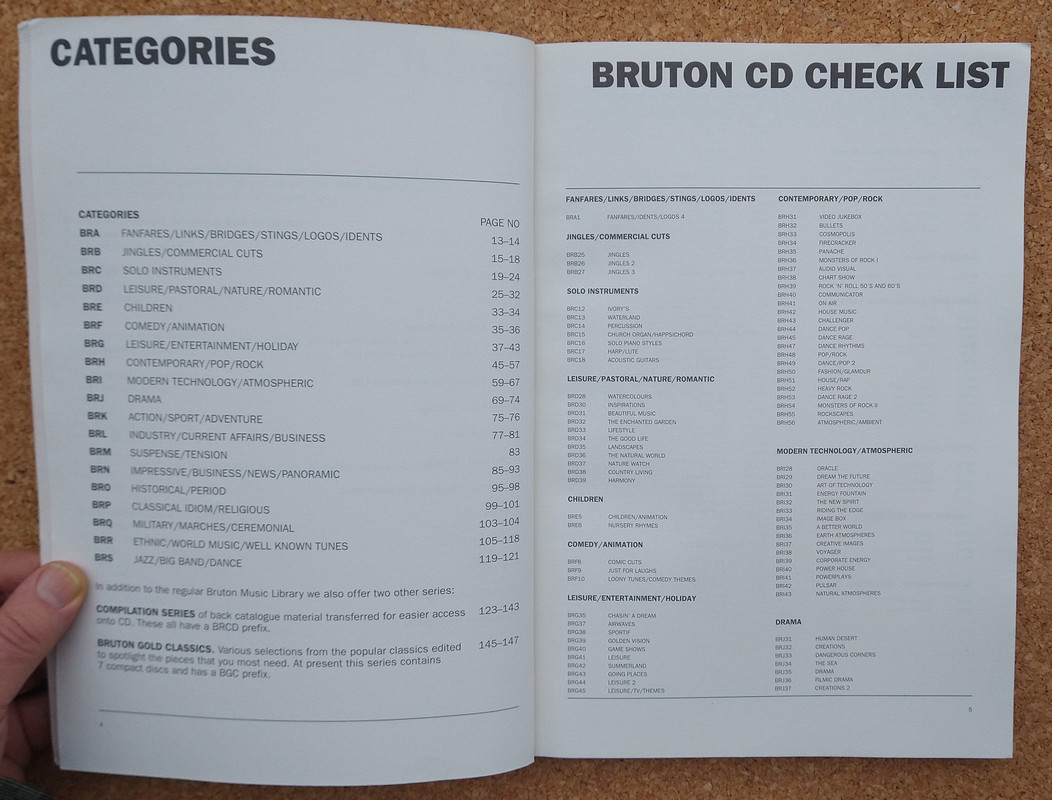 CATEGORIES
CATEGORIES
PAGE NO
BRA FANFARES/LINKS/BRIDGES/STINGS/LOGOS/IDENTS 13–14
BRB JINGLES/COMMERCIAL CUTS 15–18
BRC SOLO INSTRUMENTS 19–24
BRD LEISURE/PASTORAL/NATURE/ROMANTIC 25–32
BRE CHILDREN 33–34
BRF COMEDY/ANIMATION 35–36
BRG LEISURE/ENTERTAINMENT/HOLIDAY 37–43
BRH CONTEMPORARY/POP/ROCK 45–57
BRI MODERN TECHNOLOGY/ATMOSPHERIC 59–67
BRJ DRAMA 69–74
BRK ACTION/SPORT/ADVENTURE 75–76
BRL INDUSTRY/CURRENT AFFAIRS/BUSINESS 77–81
BRM SUSPENSE/TENSION 83
BRN IMPRESSIVE/BUSINESS/NEWS/PANORAMIC 85–93
BRO HISTORICAL/PERIOD 95–98
BRP CLASSICAL IDIOM/RELIGIOUS 99–101
BRQ MILITARY/MARCHES/CEREMONIAL 103–104
BRR ETHNIC/WORLD MUSIC/WELL KNOWN TUNES 105–118
BRS JAZZ/BIG BAND/DANCE 119–121
In addition to the regular Bruton Music Library we also offer two other series:
COMPILATION SERIES of back catalogue material transferred for easier access 123–143
onto CD. These all have a BRCD prefix.
BRUTON GOLD CLASSICS. Various selections from the popular classics edited 145–147
to spotlight the pieces that you most need. At present this series contains
7 compact discs and has a BGC prefix.
4
BRUTON CD CHECK LIST
FANFARES/LINKS/BRIDGES/STINGS/LOGOS/IDENTS
BRA1 FANFARES/IDENTS/LOGOS 4
JINGLES/COMMERCIAL CUTS
BRB25 JINGLES
BRB26 JINGLES 2
BRB27 JINGLES 3
SOLO INSTRUMENTS
BRC12 IVORY'S
BRC13 WATERLAND
BRC14 PERCUSSION
BRC15 CHURCH ORGAN/HAPPSICHORD
BRC16 SOLO PIANO STYLES
BRC17 HARP/LUTE
BRC18 ACOUSTIC GUITARS
LEISURE/PASTORAL/NATURE/ROMANTIC
BRD28 WATERCOLOURS
BRD30 INSPIRATIONS
BRD31 BEAUTIFUL MUSIC
BRD32 THE ENCHANTED GARDEN
BRD33 LIFESTYLE
BRD34 THE GOOD LIFE
BRD35 LANDSCAPES
BRD36 THE NATURAL WORLD
BRD37 NATURE WATCH
BRD38 COUNTRY LIVING
BRD39 HARMONY
CHILDREN
BRE5 CHILDREN/ANIMATION
BRE6 NURSERY RHYMES
COMEDY/ANIMATION
BRF8 COMIC CUTS
BRF9 JUST FOR LAUGHS
BRF10 LOONY TUNES/COMEDY THEMES
LEISURE/ENTERTAINMENT/HOLIDAY
BRG35 CHASIN' A DREAM
BRG37 AIRWAVES
BRG38 SPORTIF
BRG39 GOLDEN VISION
BRG40 GAME SHOWS
BRG41 LEISURE
BRG42 SUMMERLAND
BRG43 GOING PLACES
BRG44 LEISURE 2
BRG45 LEISURE/TV/THEMES
CONTEMPORARY/POP/ROCK
BRH31 VIDEO JUKEBOX
BRH32 BULLETS
BRH33 COSMOPOLIS
BRH34 FIRECRACKER
BRH35 PANACHE
BRH36 MONSTERS OF ROCK I
BRH37 AUDIO VISUAL
BRH38 CHART SHOW
BRH39 ROCK 'N' ROLL 50'S AND 60'S
BRH40 COMMUNICATOR
BRH41 ON AIR
BRH42 HOUSE MUSIC
BRH43 CHALLENGER
BRH44 DANCE POP
BRH45 DANCE RAGE
BRH47 DANCE RHYTHMS
BRH48 POP/ROCK
BRH49 DANCE/POP 2
BRH50 FASHION/GLAMOUR
BRH51 HOUSE/RAP
BRH52 HEAVY ROCK
BRH53 DANCE RAGE 2
BRH54 MONSTERS OF ROCK II
BRH55 ROCKSCAPES
BRH56 ATMOSPHERIC/AMBIENT
MODERN TECHNOLOGY/ATMOSPHERIC
BRI28 ORACLE
BRI29 DREAM THE FUTURE
BRI30 ART OF TECHNOLOGY
BRI31 ENERGY FOUNTAIN
BRI32 THE NEW SPIRIT
BRI33 RIDING THE EDGE
BRI34 IMAGE BOX
BRI35 A BETTER WORLD
BRI36 EARTH ATMOSPHERES
BRI37 CREATIVE IMAGES
BRI38 VOYAGER
BRI39 CORPORATE ENERGY
BRI40 POWER HOUSE
BRI41 POWERPLAYS
BRI42 PULSAR
BRI43 NATURAL ATMOSPHERES
DRAMA
BRJ31 HUMAN DESERT
BRJ32 CREATIONS
BRJ33 DANGEROUS CORNERS
BRJ34 THE SEA
BRJ35 DRAMA
BRJ36 FILMIC DRAMA
BRJ37 CREATIONS 2
5